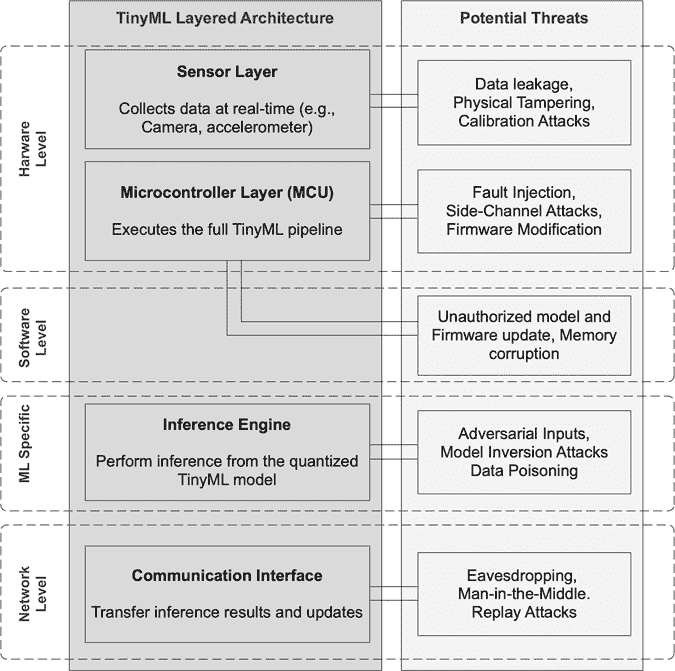 TinyML Layered Architecture
Potential Threats
Harware
Level
Sensor Layer
Collects data at real-time (e.g.,
Camera, accelerometer)
Data leakage,
Physical Tampering,
Calibration Attacks
Microcontroller Layer (MCU)
Executes the full TinyML pipeline
Fault Injection,
Side-Channel Attacks,
Firmware Modification
Software
Level
Unauthorized model and
Firmware update, Memory
corruption
ML Specific
Inference Engine
Perform inference from the quantized
TinyML model
Adversarial Inputs,
Model Inversion Attacks
Data Poisoning
Network
Level
Communication Interface
Transfer inference results and updates
Eavesdropping,
Man-in-the-Middle.
Replay Attacks